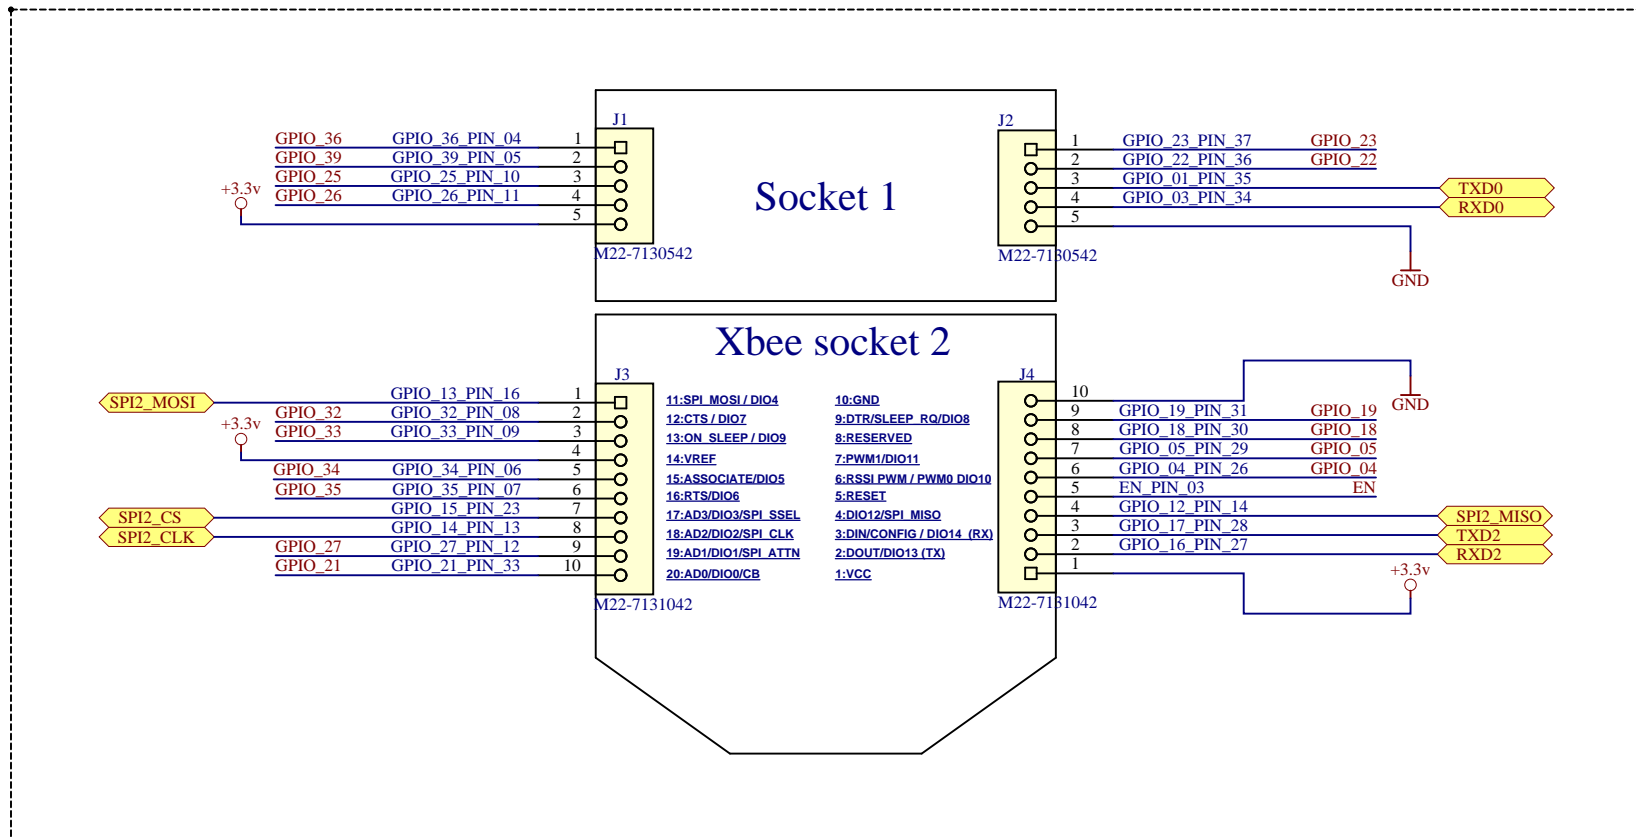 J1
GPIO_36 GPIO_36_PIN_04 1
GPIO_39 GPIO_39_PIN_05 2
GPIO_25 GPIO_25_PIN_10 3
+3.3v
GPIO_26 GPIO_26_PIN_11 4
5
M22-7130542
Socket 1
J2
1 GPIO_23_PIN_37 GPIO_23
2 GPIO_22_PIN_36 GPIO_22
3 GPIO_01_PIN_35 TXD0
4 GPIO_03_PIN_34 RXD0
5
M22-7130542
GND
Xbee socket 2
J3
SPI2_MOSI GPIO_13_PIN_16 1
GPIO_32 GPIO_32_PIN_08 2
+3.3v
GPIO_33 GPIO_33_PIN_09 3
4
GPIO_34 GPIO_34_PIN_06 5
GPIO_35 GPIO_35_PIN_07 6
SPI2_CS GPIO_15_PIN_23 7
SPI2_CLK GPIO_14_PIN_13 8
GPIO_27 GPIO_27_PIN_12 9
GPIO_21 GPIO_21_PIN_33 10
M22-7131042
11:SPI_MOSI / DIO4
12:CTS / DIO7
13:ON_SLEEP / DIO9
14:VREF
15:ASSOCIATE/DIO5
16:RTS/DIO6
17:AD3/DIO3/SPI_SSEL
18:AD2/DIO2/SPI_CLK
19:AD1/DIO1/SPI_ATTN
20:AD0/DIO0/CB
10:GND
9:DTR/SLEEP_RQ/DIO8
8:RESERVED
7:PWM1/DIO11
6:RSSI PWM / PWM0 DIO10
5:RESET
4:DIO12/SPI_MISO
3:DIN/CONFIG / DIO14 (RX)
2:DOUT/DIO13 (TX)
1:VCC
J4
10
GND
9 GPIO_19_PIN_31 GPIO_19
8 GPIO_18_PIN_30 GPIO_18
7 GPIO_05_PIN_29 GPIO_05
6 GPIO_04_PIN_26 GPIO_04
5 EN_PIN_03 EN
4 GPIO_12_PIN_14 SPI2_MISO
3 GPIO_17_PIN_28 TXD2
2 GPIO_16_PIN_27 RXD2
1
+3.3v
M22-7131042